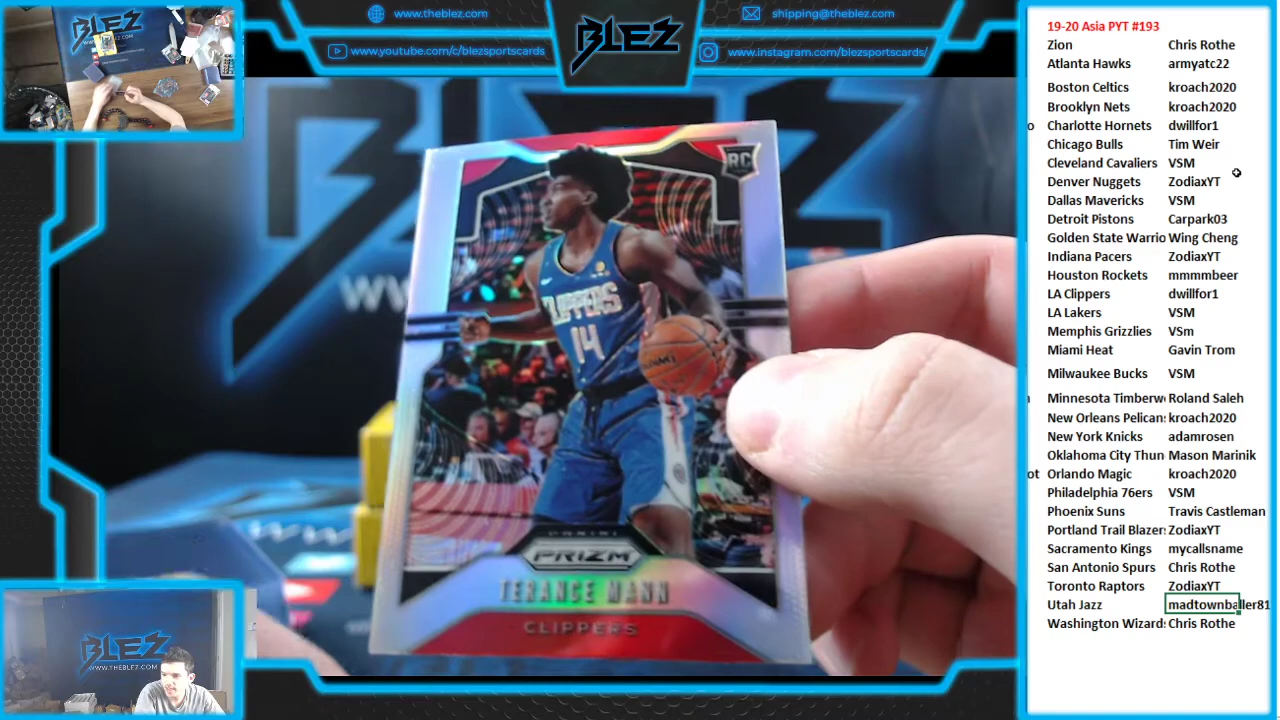 www.theblez.com
shipping@theblez.com
www.youtube.com/c/blezsportscards
BLEZ
www.instagram.com/blezsportscards/
RC
CLIPPERS
14
PANINI
PRIZM
TERANCE MANN
CLIPPERS
BLEZ
WWW.THEBLEZ.COM
19-20 Asia PYT #193
Zion Chris Rothe
Atlanta Hawks armyatc22
Boston Celtics kroach2020
Brooklyn Nets kroach2020
Charlotte Hornets dwillfor1
Chicago Bulls Tim Weir
Cleveland Cavaliers VSM
Denver Nuggets ZodiaxYT
Dallas Mavericks VSM
Detroit Pistons Carpark03
Golden State Warrio Wing Cheng
Indiana Pacers ZodiaxYT
Houston Rockets mmmmbeer
LA Clippers dwillfor1
LA Lakers VSM
Memphis Grizzlies VSm
Miami Heat Gavin Trom
Milwaukee Bucks VSM
Minnesota Timberw Roland Saleh
New Orleans Pelican kroach2020
New York Knicks adamrosen
Oklahoma City Thun Mason Marinik
Orlando Magic kroach2020
Philadelphia 76ers VSM
Phoenix Suns Travis Castleman
Portland Trail Blazer ZodiaxYT
Sacramento Kings mycallsname
San Antonio Spurs Chris Rothe
Toronto Raptors ZodiaxYT
Utah Jazz madtownballer81
Washington Wizard Chris Rothe